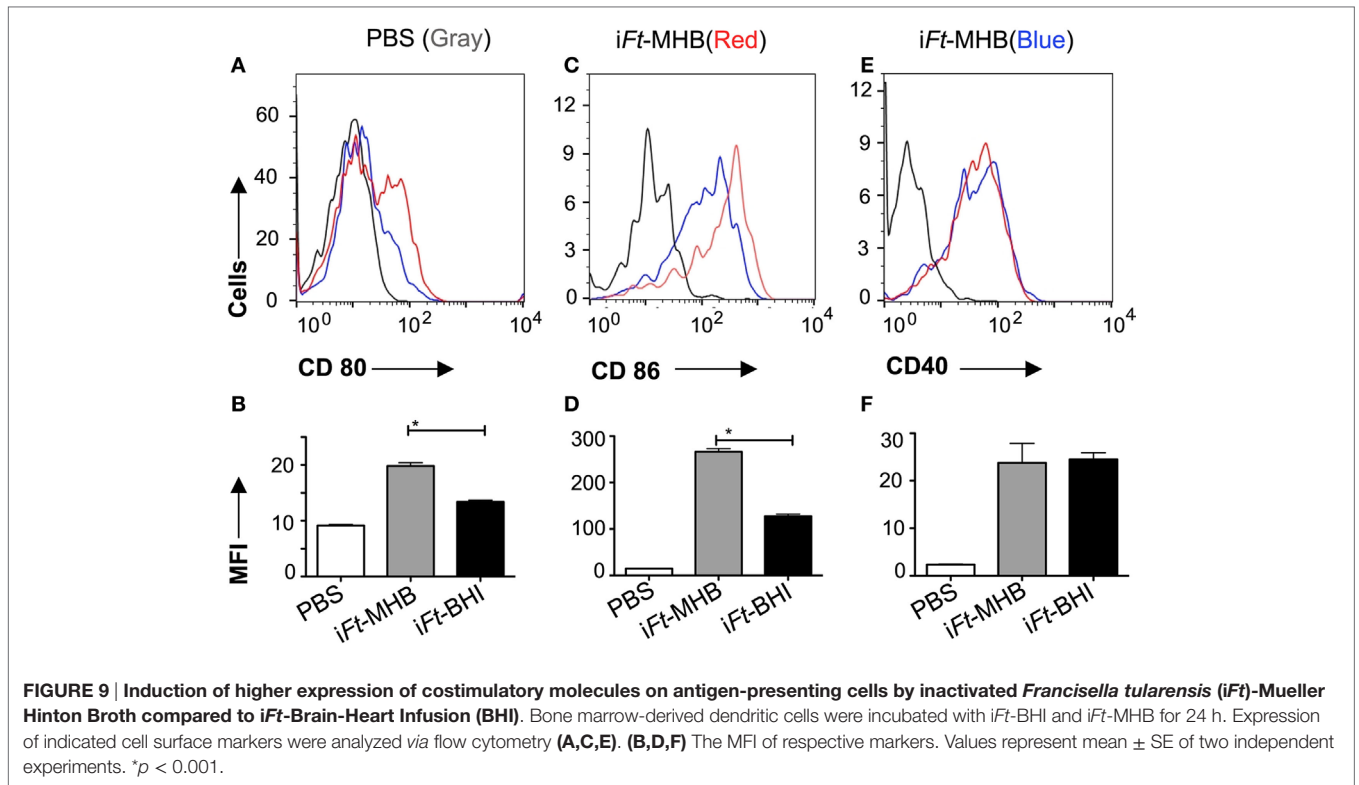 PBS (Gray)
iFt-MHB(Red)
iFt-MHB(Blue)
A
C
E
60
40
20
0
12
9
6
3
0
12
9
6
3
0
Cells
10^0 10^2 10^4
10^0 10^2 10^4
10^0 10^2 10^4
CD 80
CD 86
CD40
B
D
F
*
*
20
10
0
300
200
100
0
30
20
10
0
MFI
PBS
iFt-MHB
iFt-BHI
PBS
iFt-MHB
iFt-BHI
PBS
iFt-MHB
iFt-BHI
FIGURE 9 | Induction of higher expression of costimulatory molecules on antigen-presenting cells by inactivated Francisella tularensis (iFt)-Mueller
Hinton Broth compared to iFt-Brain-Heart Infusion (BHI). Bone marrow-derived dendritic cells were incubated with iFt-BHI and iFt-MHB for 24 h. Expression
of indicated cell surface markers were analyzed via flow cytometry (A,C,E). (B,D,F) The MFI of respective markers. Values represent mean ± SE of two independent
experiments. *p < 0.001.